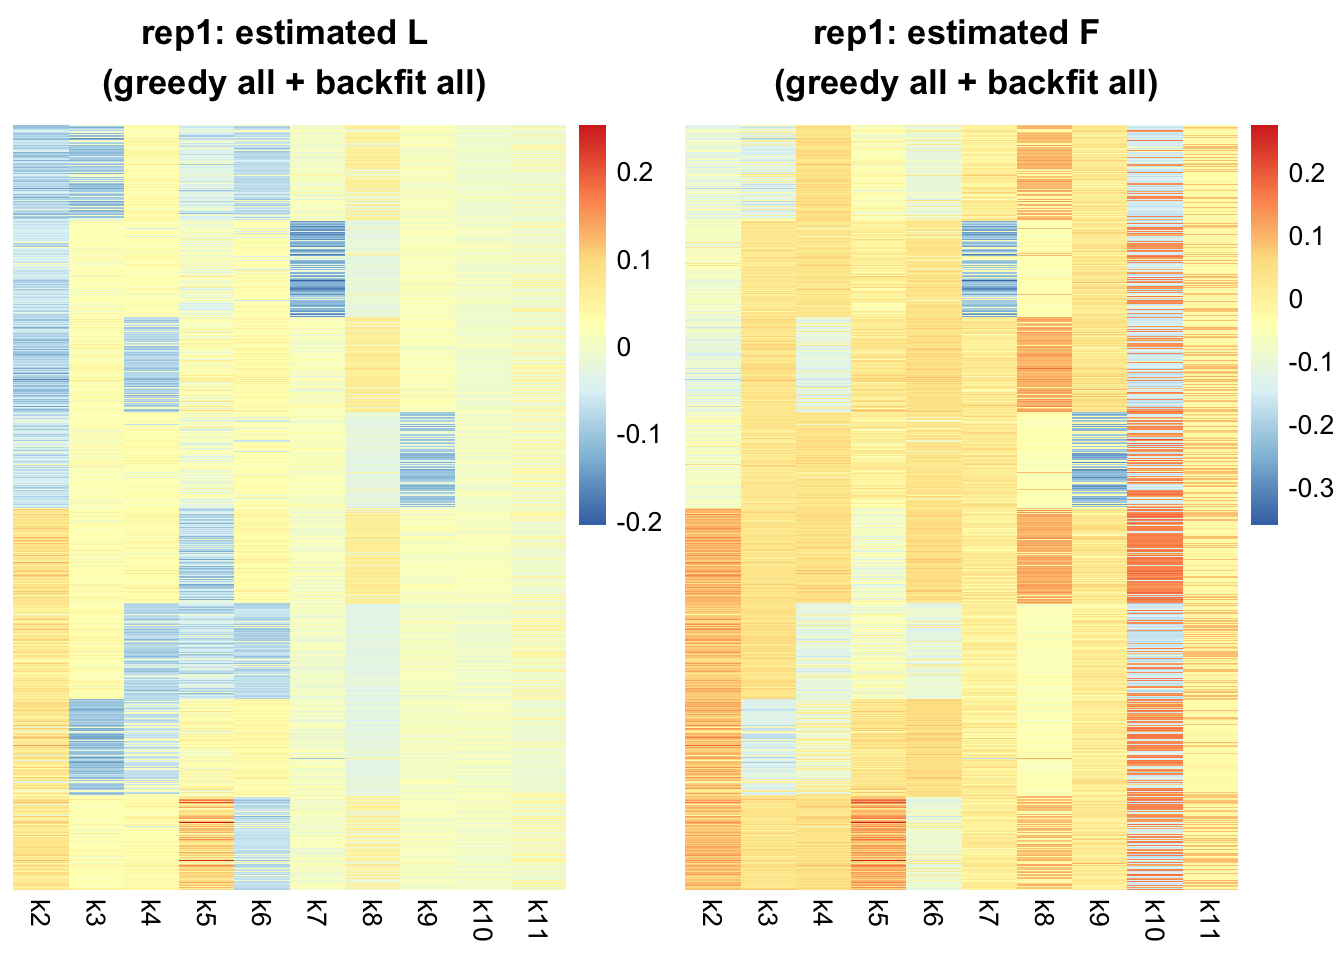 rep1: estimated L
(greedy all + backfit all)
0.2
0.1
0
-0.1
-0.2
k2 k3 k4 k5 k6 k7 k8 k9 k10 k11
rep1: estimated F
(greedy all + backfit all)
0.2
0.1
0
-0.1
-0.2
-0.3
k2 k3 k4 k5 k6 k7 k8 k9 k10 k11